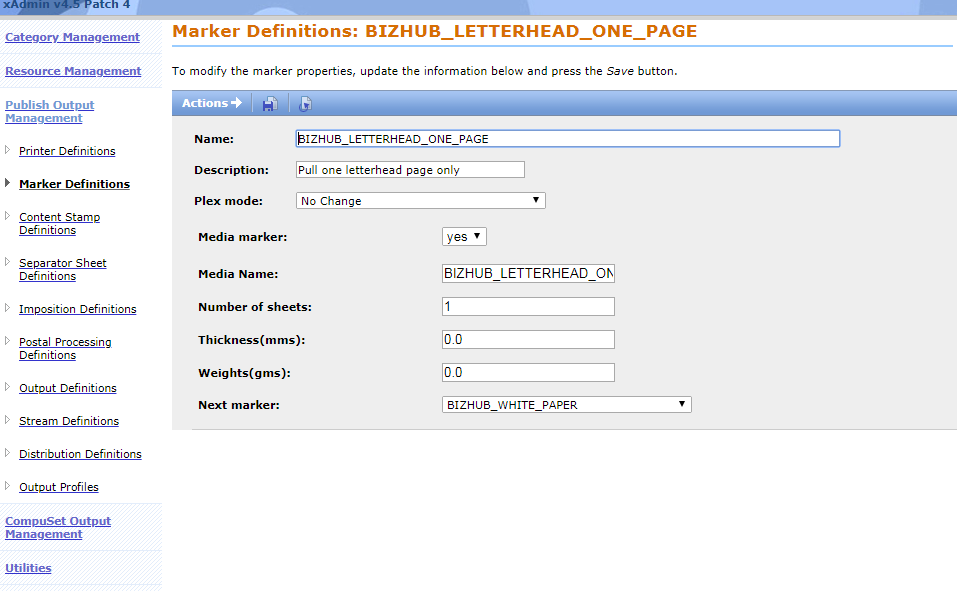 xAdmin v4.5 Patch 4
Category Management
Resource Management
Publish Output
Management
Printer Definitions
Marker Definitions
Content Stamp
Definitions
Separator Sheet
Definitions
Imposition Definitions
Postal Processing
Definitions
Output Definitions
Stream Definitions
Distribution Definitions
Output Profiles
CompuSet Output
Management
Utilities
Marker Definitions: BIZHUB_LETTERHEAD_ONE_PAGE
To modify the marker properties, update the information below and press the Save button.
Actions
Name: BIZHUB_LETTERHEAD_ONE_PAGE
Description: Pull one letterhead page only
Plex mode: No Change
Media marker: yes
Media Name: BIZHUB_LETTERHEAD_ON
Number of sheets: 1
Thickness(mms): 0.0
Weights(gms): 0.0
Next marker: BIZHUB_WHITE_PAPER